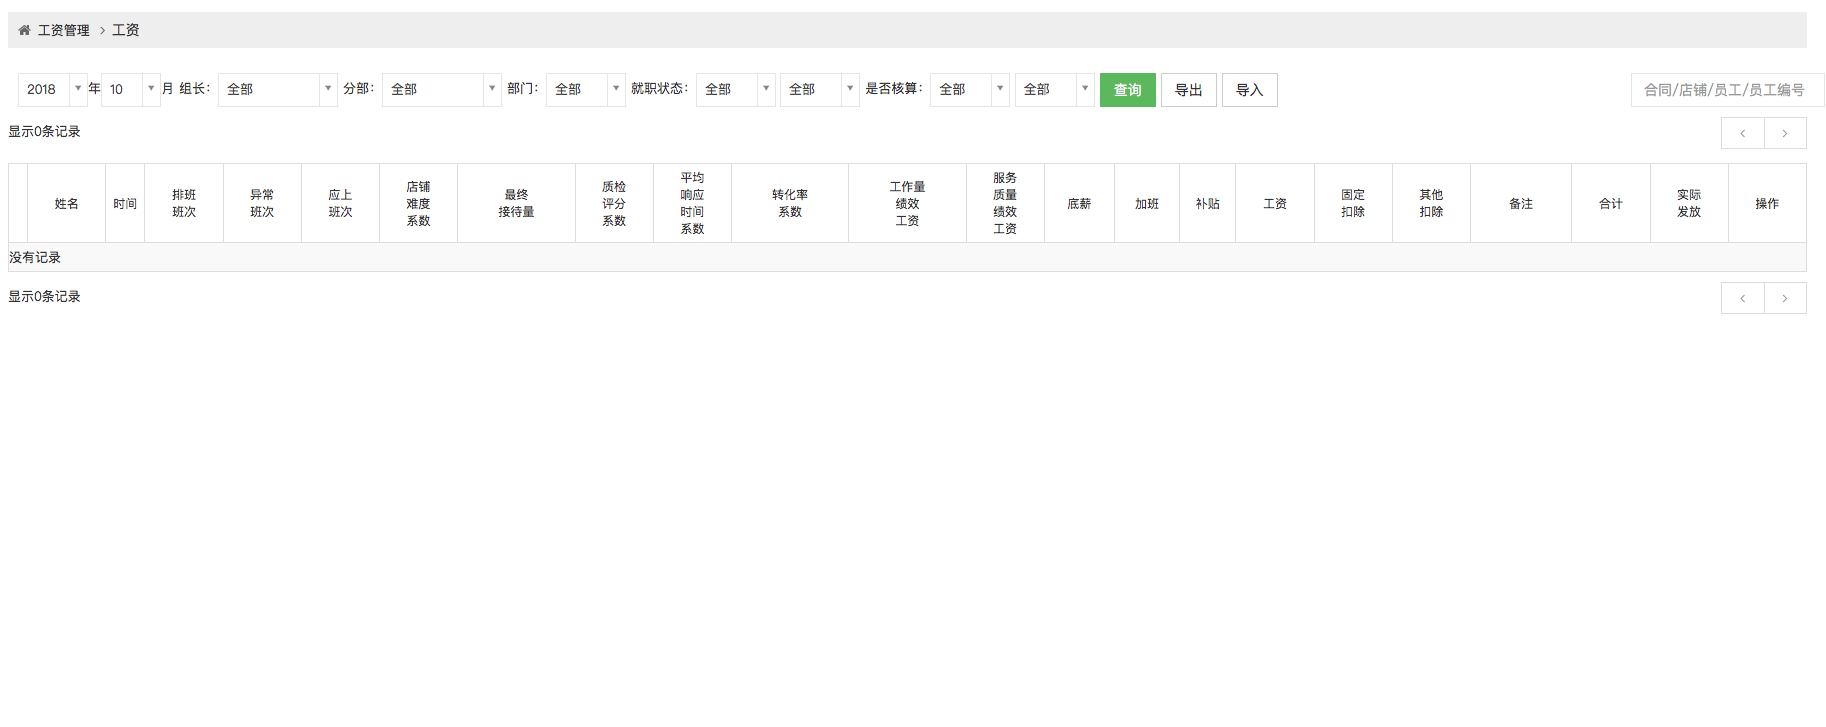 工资管理 > 工资
2018 年 10 月 组长： 全部 分部： 全部 部门： 全部 就职状态： 全部 全部 是否核算： 全部 全部 查询 导出 导入 合同/店铺/员工/员工编号
显示0条记录
姓名
时间
排班
班次
异常
班次
应上
班次
店铺
难度
系数
最终
接待量
质检
评分
系数
平均
响应
时间
系数
转化率
系数
工作量
绩效
工资
服务
质量
绩效
工资
底薪
加班
补贴
工资
固定
扣除
其他
扣除
备注
合计
实际
发放
操作
没有记录
显示0条记录